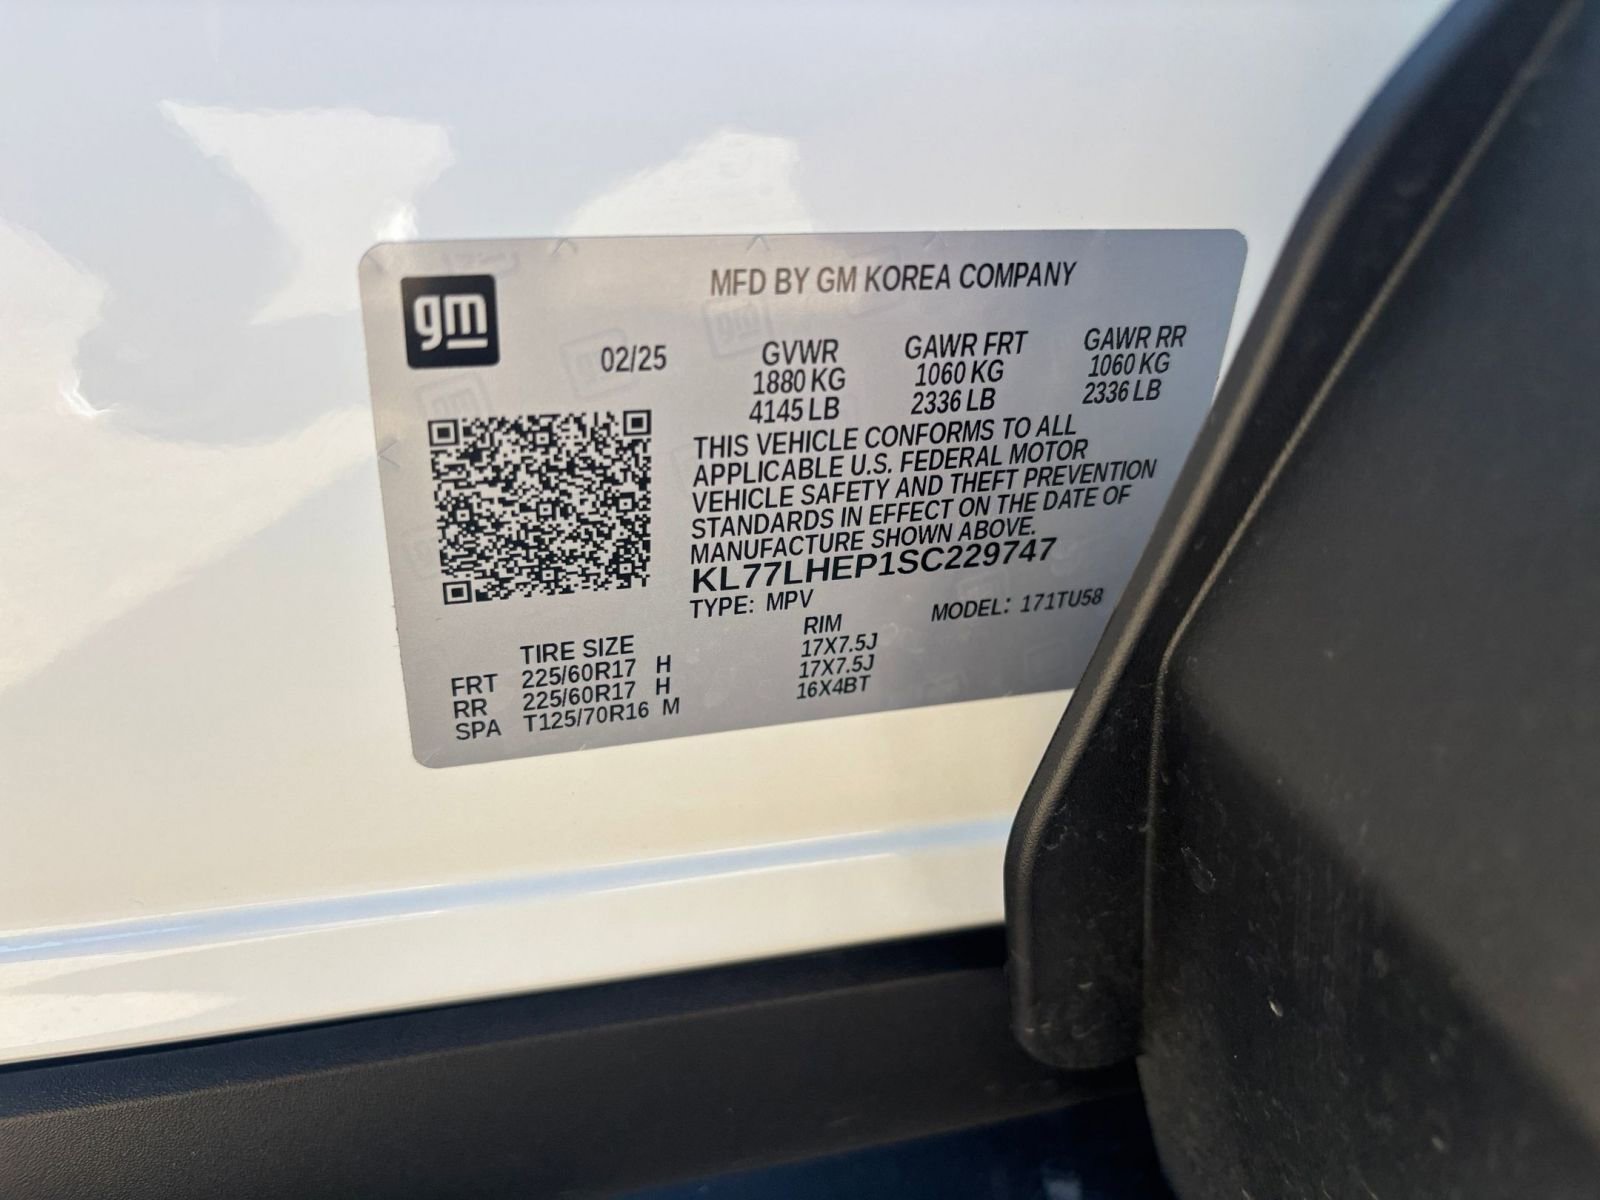 gm
MFD BY GM KOREA COMPANY
02/25
GVWR GAWR FRT GAWR RR
1880 KG 1060 KG 1060 KG
4145 LB 2336 LB 2336 LB
THIS VEHICLE CONFORMS TO ALL
APPLICABLE U.S. FEDERAL MOTOR
VEHICLE SAFETY AND THEFT PREVENTION
STANDARDS IN EFFECT ON THE DATE OF
MANUFACTURE SHOWN ABOVE.
KL77LHEP1SC229747
TYPE: MPV MODEL: 171TU58
TIRE SIZE RIM
FRT 225/60R17 H 17X7.5J
RR 225/60R17 H 17X7.5J
SPA T125/70R16 M 16X4BT